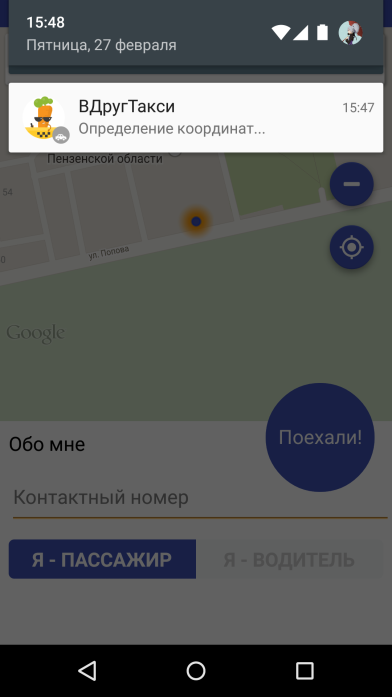 15:48
Пятница, 27 февраля
ВДругТакси 15:47
Определение координат...
Пензенской области
54
ул. Попова
Google
Поехали!
Обо мне
Контактный номер
Я - ПАССАЖИР Я - ВОДИТЕЛЬ